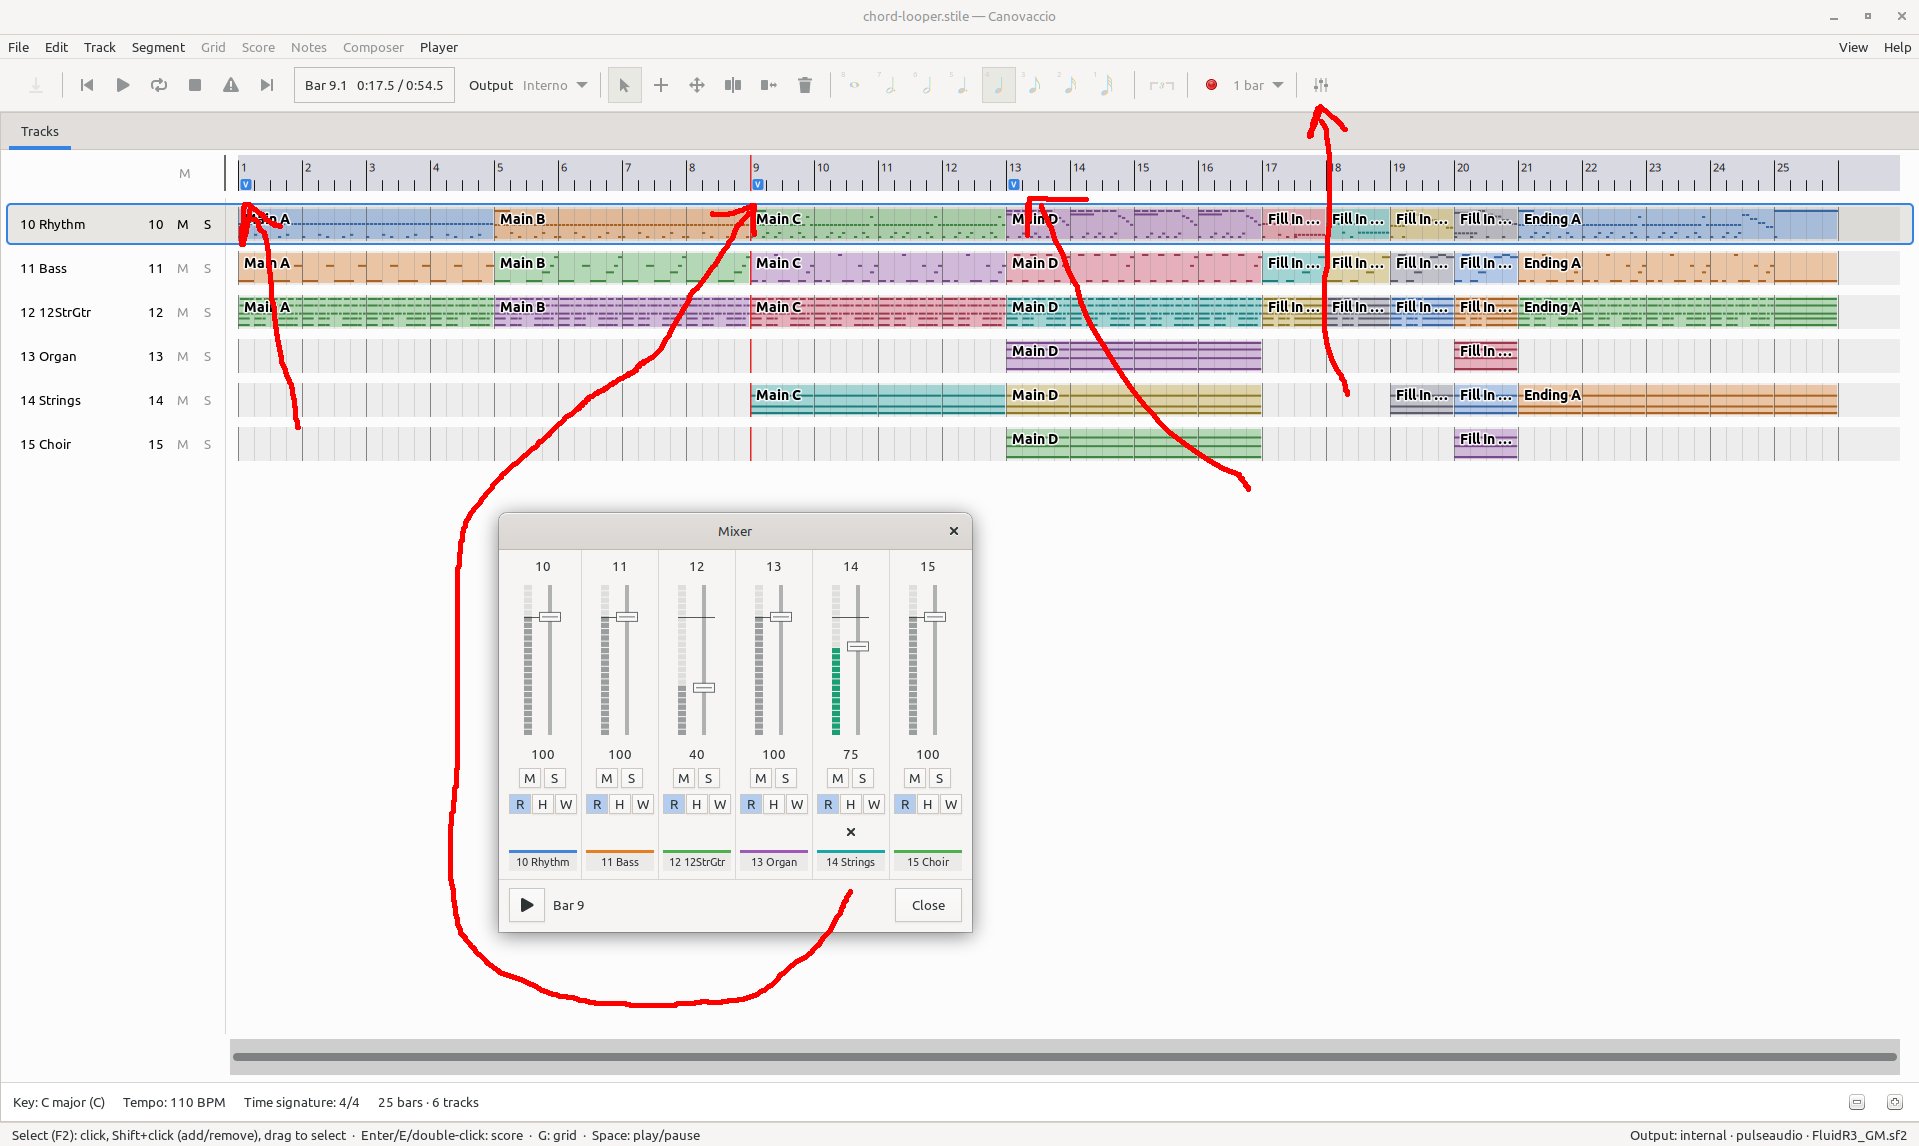 chord-looper.stile — Canovaccio
File Edit Track Segment Grid Score Notes Composer Player View Help
Bar 9.1 0:17.5 / 0:54.5 Output Interno 1 bar
Tracks
M 1 2 3 4 5 6 7 8 9 10 11 12 13 14 15 16 17 18 19 20 21 22 23 24 25
V V V
10 Rhythm 10 M S Main A Main B Main C Main D Fill In ... Fill In ... Fill In ... Fill In ... Ending A
11 Bass 11 M S Main A Main B Main C Main D Fill In ... Fill In ... Fill In ... Fill In ... Ending A
12 12StrGtr 12 M S Main A Main B Main C Main D Fill In ... Fill In ... Fill In ... Fill In ... Ending A
13 Organ 13 M S Main D Fill In ...
14 Strings 14 M S Main C Main D Fill In ... Fill In ... Ending A
15 Choir 15 M S Main D Fill In ...
Mixer
10 11 12 13 14 15
100 100 40 100 75 100
M S M S M S M S M S M S
R H W R H W R H W R H W R H W R H W
10 Rhythm 11 Bass 12 12StrGtr 13 Organ 14 Strings 15 Choir
Bar 9 Close
Key: C major (C) Tempo: 110 BPM Time signature: 4/4 25 bars · 6 tracks
Select (F2): click, Shift+click (add/remove), drag to select · Enter/E/double-click: score · G: grid · Space: play/pause Output: internal · pulseaudio · FluidR3_GM.sf2